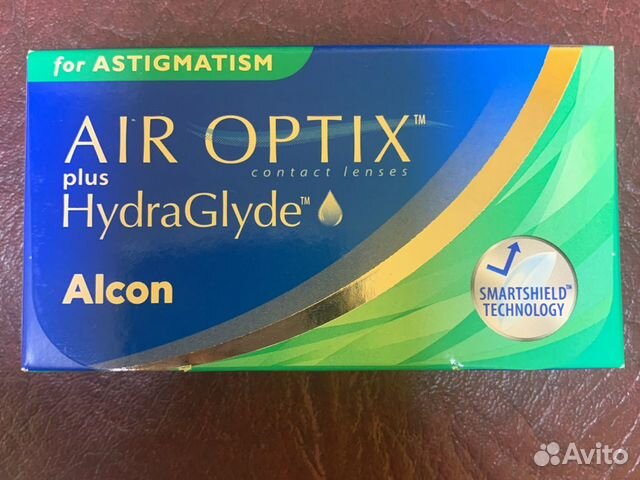 for ASTIGMATISM
AIR OPTIX™
contact lenses
plus
HydraGlyde™
Alcon
SMARTSHIELD™
TECHNOLOGY
Avito